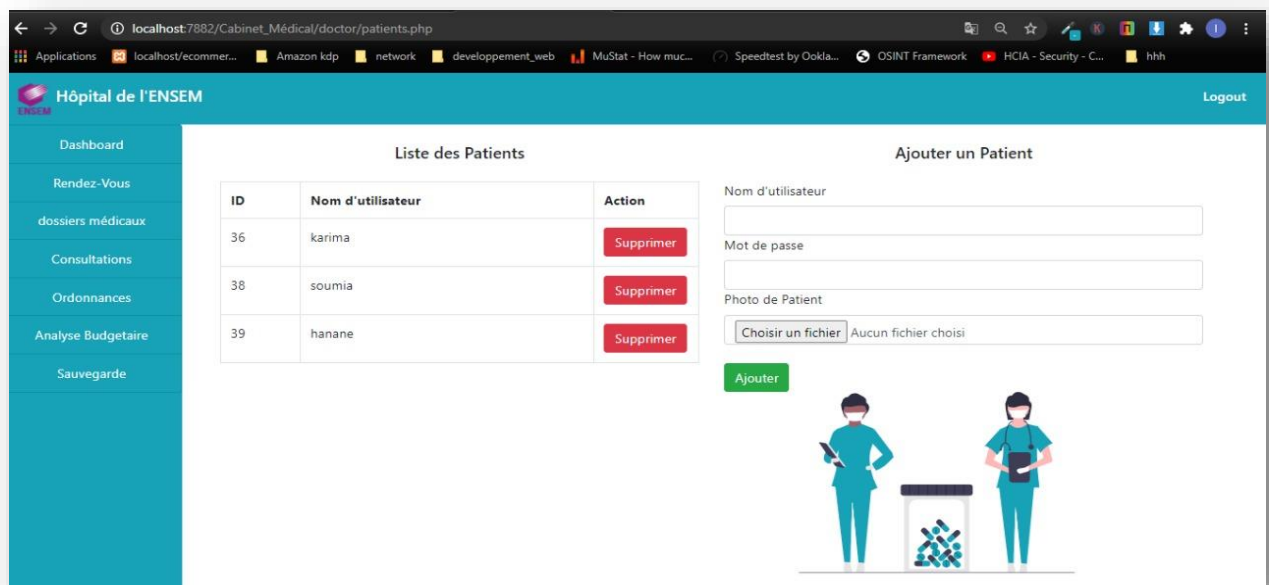 localhost:7882/Cabinet_Médical/doctor/patients.php
Applications localhost/ecommer... Amazon kdp network developpement_web MuStat - How muc... Speedtest by Ookla... OSINT Framework HCIA - Security - C... hhh
ENSEM Hôpital de l'ENSEM Logout
Dashboard
Rendez-Vous
dossiers médicaux
Consultations
Ordonnances
Analyse Budgetaire
Sauvegarde
Liste des Patients
ID Nom d'utilisateur Action
36 karima Supprimer
38 soumia Supprimer
39 hanane Supprimer
Ajouter un Patient
Nom d'utilisateur
Mot de passe
Photo de Patient
Choisir un fichier Aucun fichier choisi
Ajouter